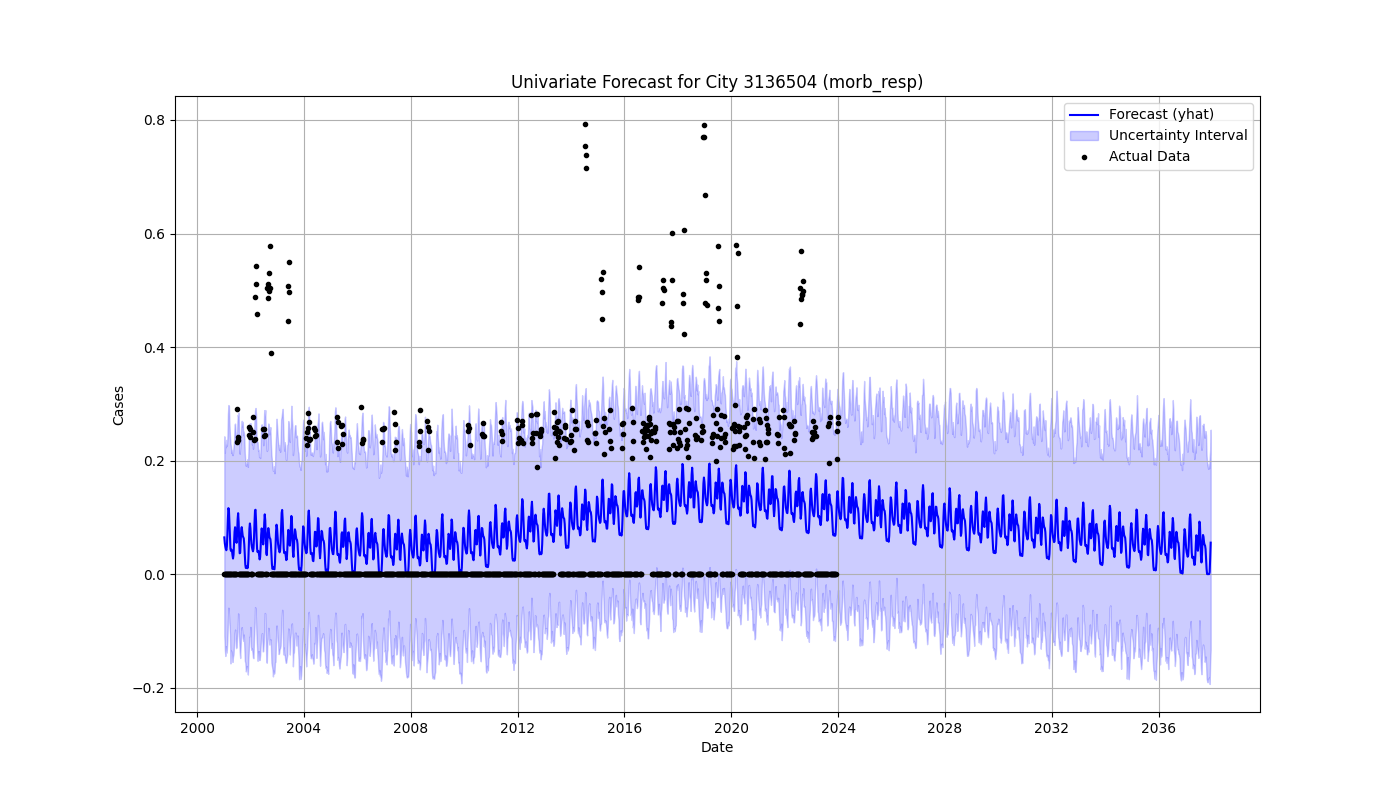 Univariate Forecast for City 3136504 (morb_resp)
Forecast (yhat)
Uncertainty Interval
Actual Data
Cases
0.8
0.6
0.4
0.2
0.0
−0.2
2000 2004 2008 2012 2016 2020 2024 2028 2032 2036
Date